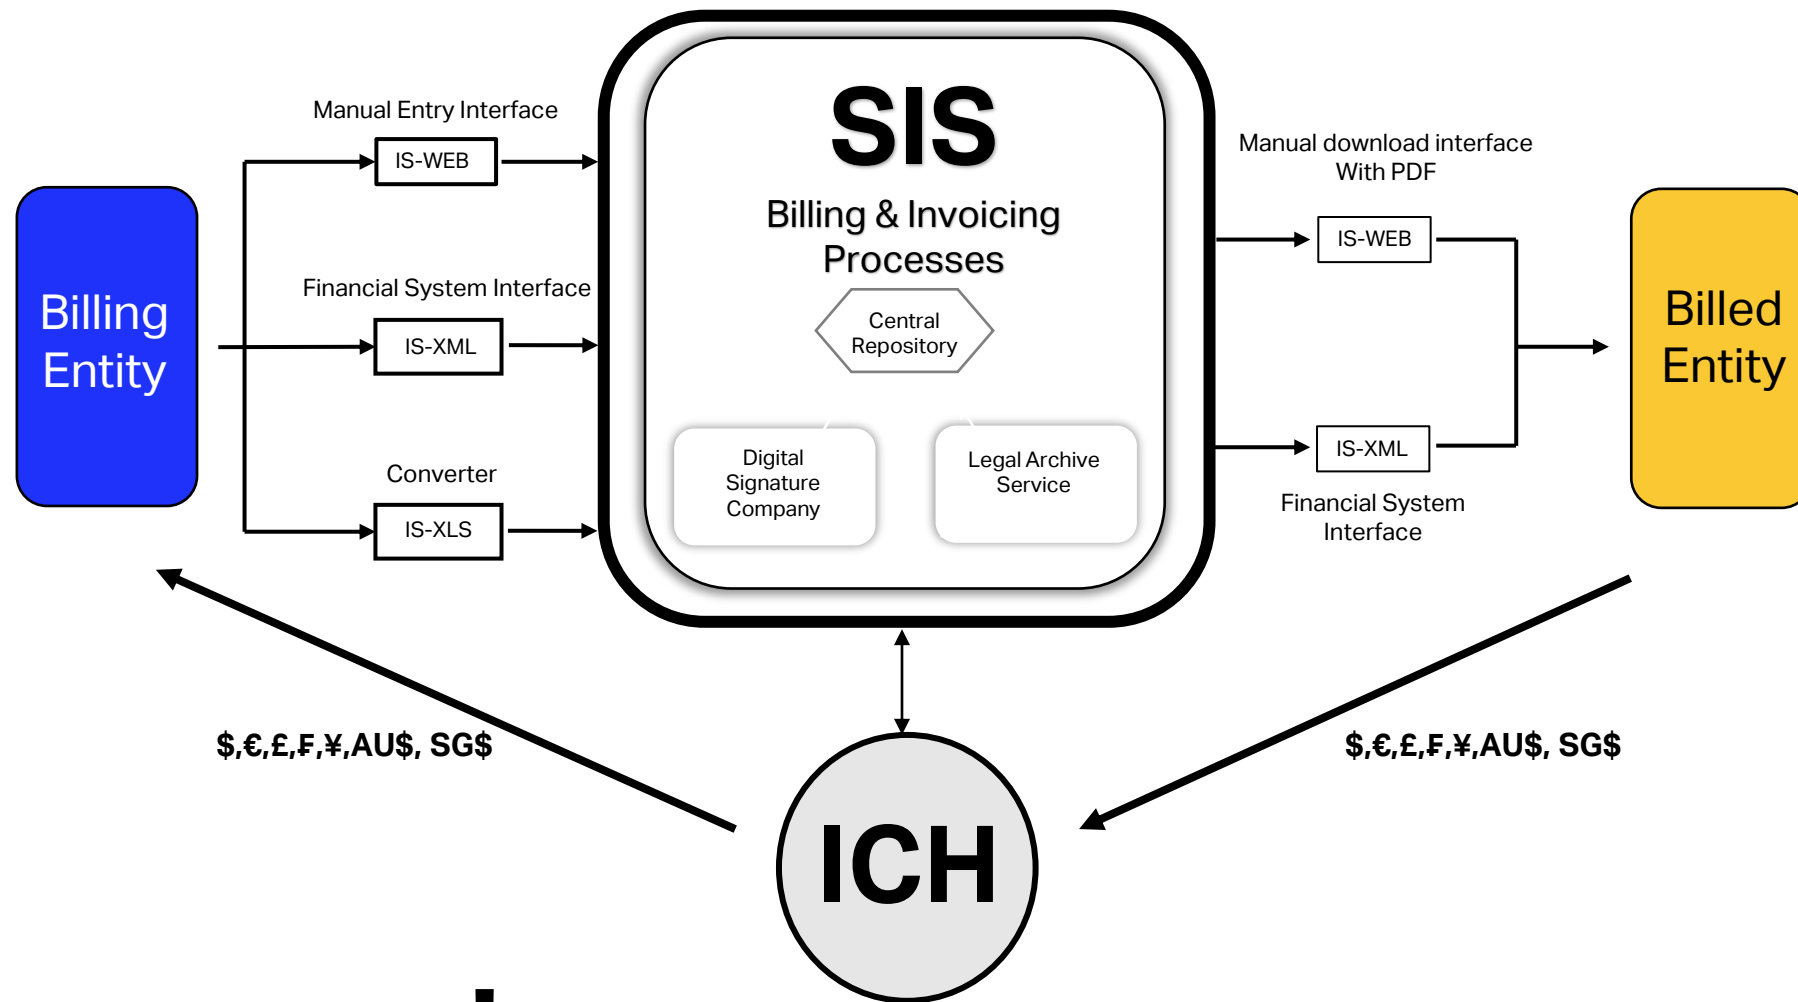 SIS
Billing & Invoicing
Processes
Central
Repository
Digital
Signature
Company
Legal Archive
Service
Billing
Entity
Manual Entry Interface
IS-WEB
Financial System Interface
IS-XML
Converter
IS-XLS
Manual download interface
With PDF
IS-WEB
IS-XML
Financial System
Interface
Billed
Entity
$,€,£,₣,¥,AU$, SG$
$,€,£,₣,¥,AU$, SG$
ICH